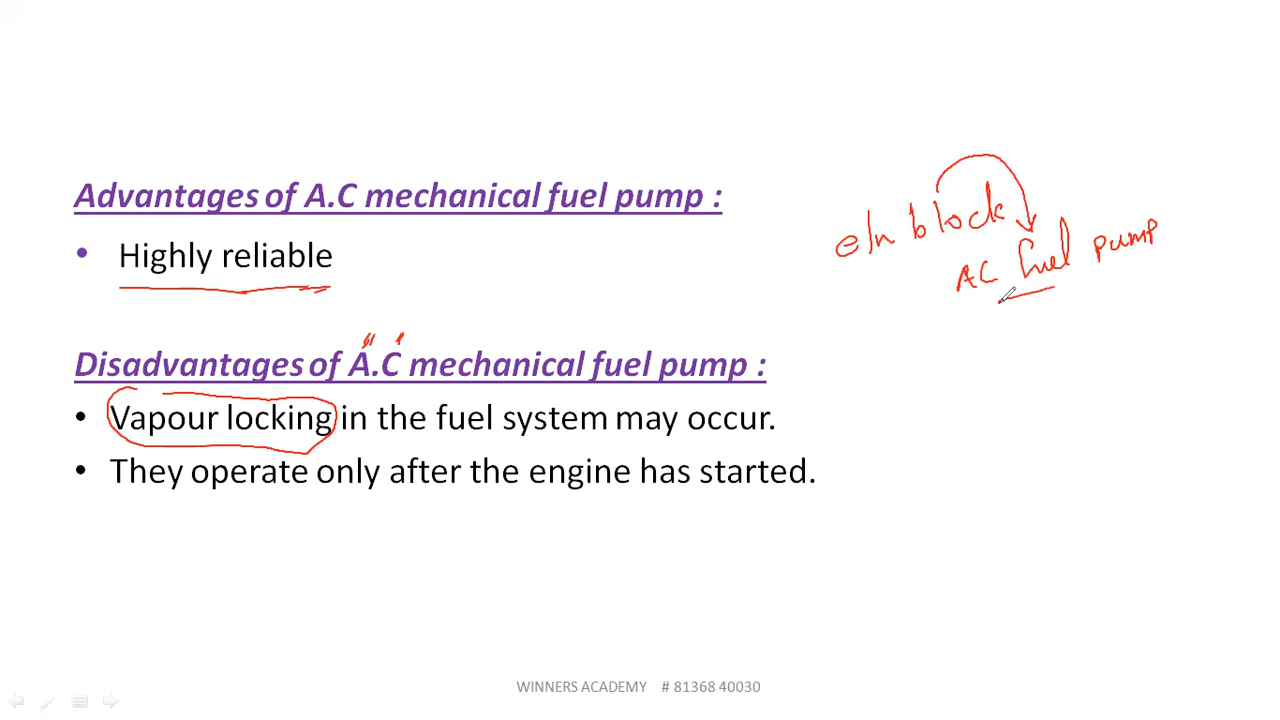 Advantages of A.C mechanical fuel pump :
• Highly reliable
e/n block
AC fuel pump
Disadvantages of A.C mechanical fuel pump :
• Vapour locking in the fuel system may occur.
• They operate only after the engine has started.
WINNERS ACADEMY # 81368 40030